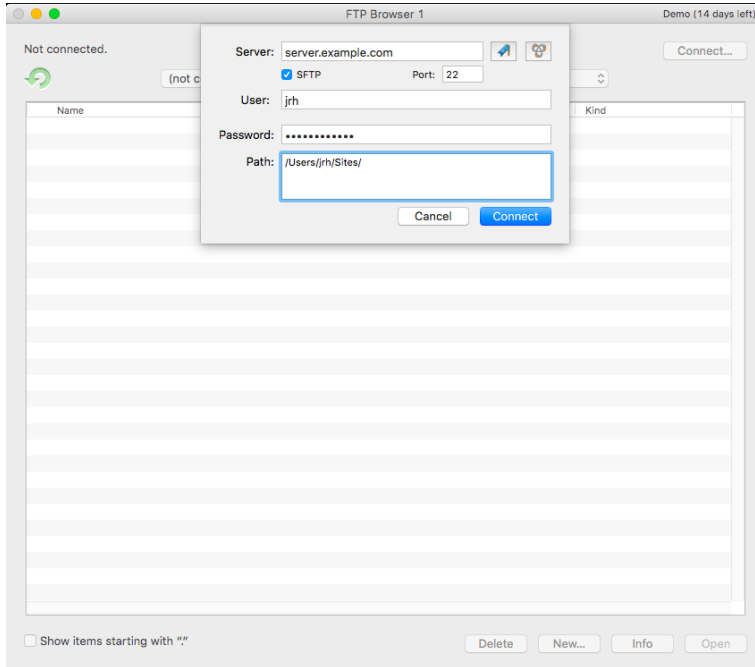 FTP Browser 1
Demo (14 days left)
Not connected.
Connect...
Server: server.example.com
SFTP Port: 22
(not c
User: jrh
Name
Kind
Password: ••••••••••••
Path: /Users/jrh/Sites/
Cancel Connect
Show items starting with "."
Delete New... Info Open